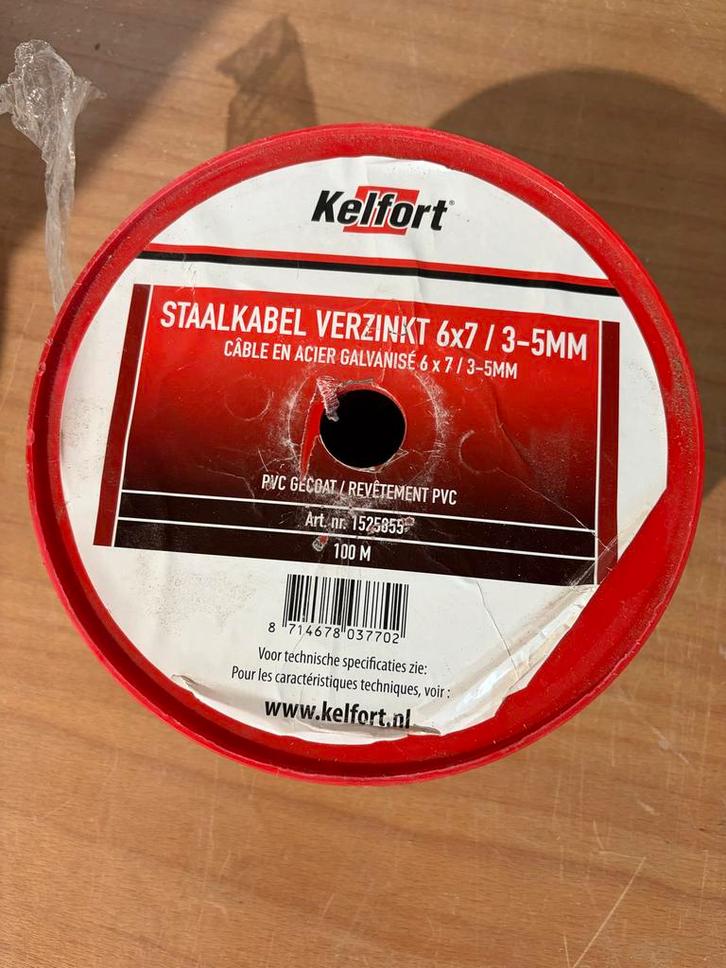 Kelfort®
STAALKABEL VERZINKT 6x7 / 3-5MM
CÂBLE EN ACIER GALVANISÉ 6 x 7 / 3-5MM
PVC GECOAT / REVÊTEMENT PVC
Art. nr. 1525855
100 M
8 714678 037702
Voor technische specificaties zie:
Pour les caractéristiques techniques, voir :
www.kelfort.nl